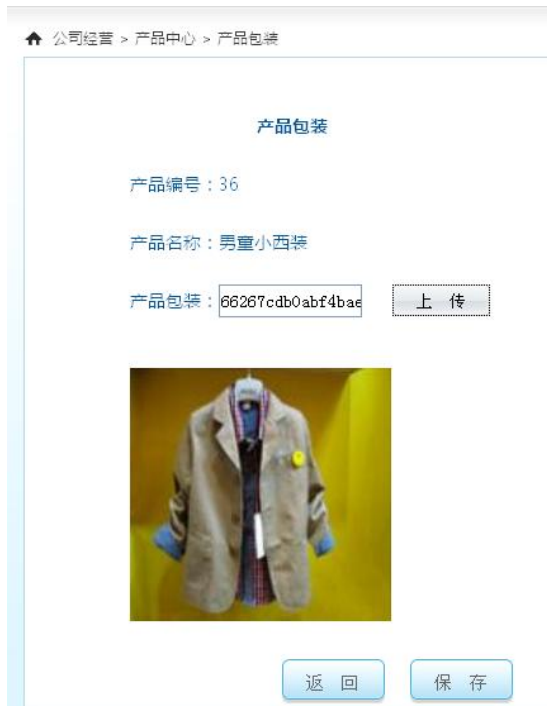 公司经营 > 产品中心 > 产品包装
产品包装
产品编号：36
产品名称：男童小西装
产品包装：66267cdb0abf4bae 上 传
返 回 保 存